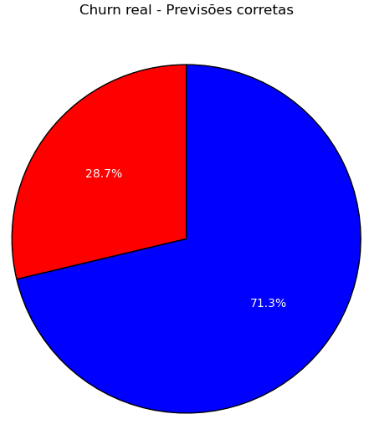 Churn real - Previsões corretas
28.7%
71.3%